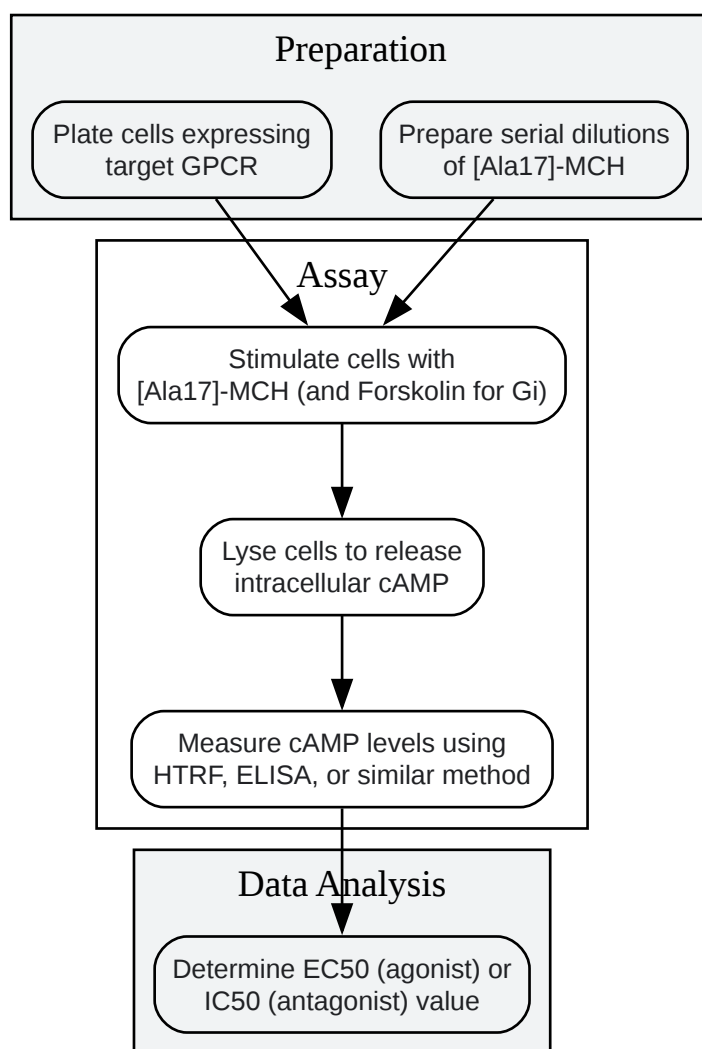 Preparation
Plate cells expressing
target GPCR
Prepare serial dilutions
of [Ala17]-MCH
Assay
Stimulate cells with
[Ala17]-MCH (and Forskolin for Gi)
Lyse cells to release
intracellular cAMP
Measure cAMP levels using
HTRF, ELISA, or similar method
Data Analysis
Determine EC50 (agonist) or
IC50 (antagonist) value